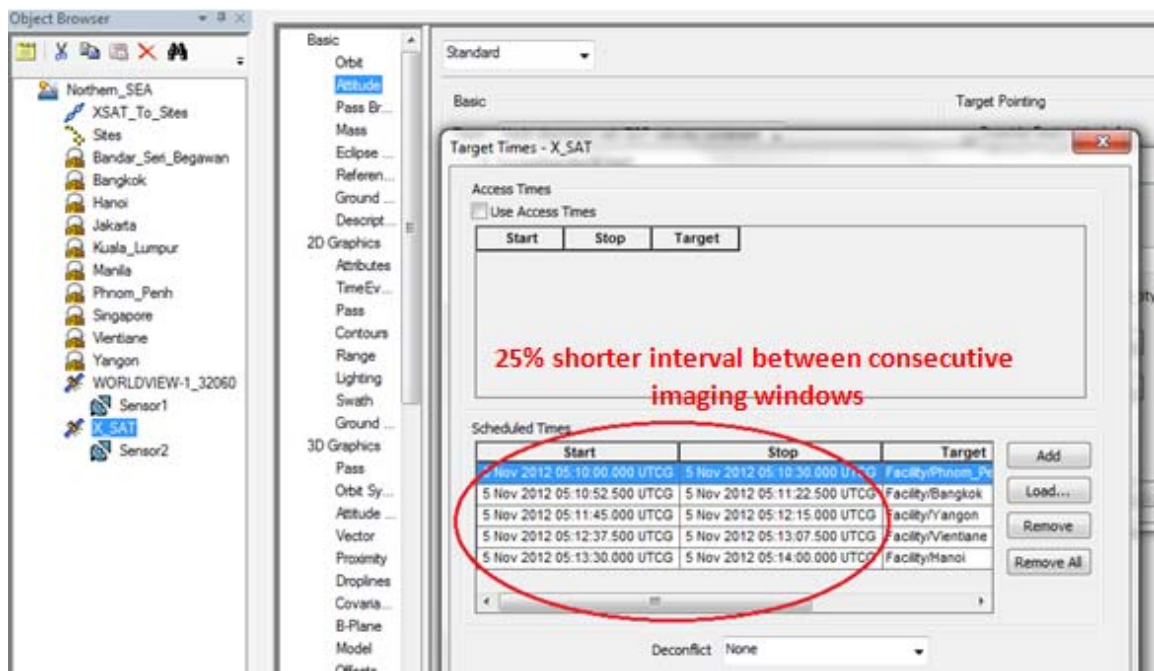 Object Browser
Northern_SEA
XSAT_To_Sites
Sites
Bandar_Seri_Begawan
Bangkok
Hanoi
Jakarta
Kuala_Lumpur
Manila
Phnom_Penh
Singapore
Vientiane
Yangon
WORLDVIEW-1_32060
Sensor1
X_SAT
Sensor2
Basic
Orbit
Attitude
Pass Br...
Mass
Eclipse ...
Referen...
Ground ...
Descript...
2D Graphics
Attributes
TimeEv...
Pass
Contours
Range
Lighting
Swath
Ground ...
3D Graphics
Pass
Orbit Sy...
Attitude ...
Vector
Proximity
Droplines
Covaria...
B-Plane
Model
Offsets
Standard
Basic
Target Pointing
Target Times - X_SAT
Access Times
Use Access Times
Start Stop Target
25% shorter interval between consecutive
imaging windows
Scheduled Times
Start Stop Target
5 Nov 2012 05:10:00.000 UTCG 5 Nov 2012 05:10:30.000 UTCG Facility/Phnom_Pe
5 Nov 2012 05:10:52.500 UTCG 5 Nov 2012 05:11:22.500 UTCG Facility/Bangkok
5 Nov 2012 05:11:45.000 UTCG 5 Nov 2012 05:12:15.000 UTCG Facility/Yangon
5 Nov 2012 05:12:37.500 UTCG 5 Nov 2012 05:13:07.500 UTCG Facility/Vientiane
5 Nov 2012 05:13:30.000 UTCG 5 Nov 2012 05:14:00.000 UTCG Facility/Hanoi
Add
Load...
Remove
Remove All
Deconflict None